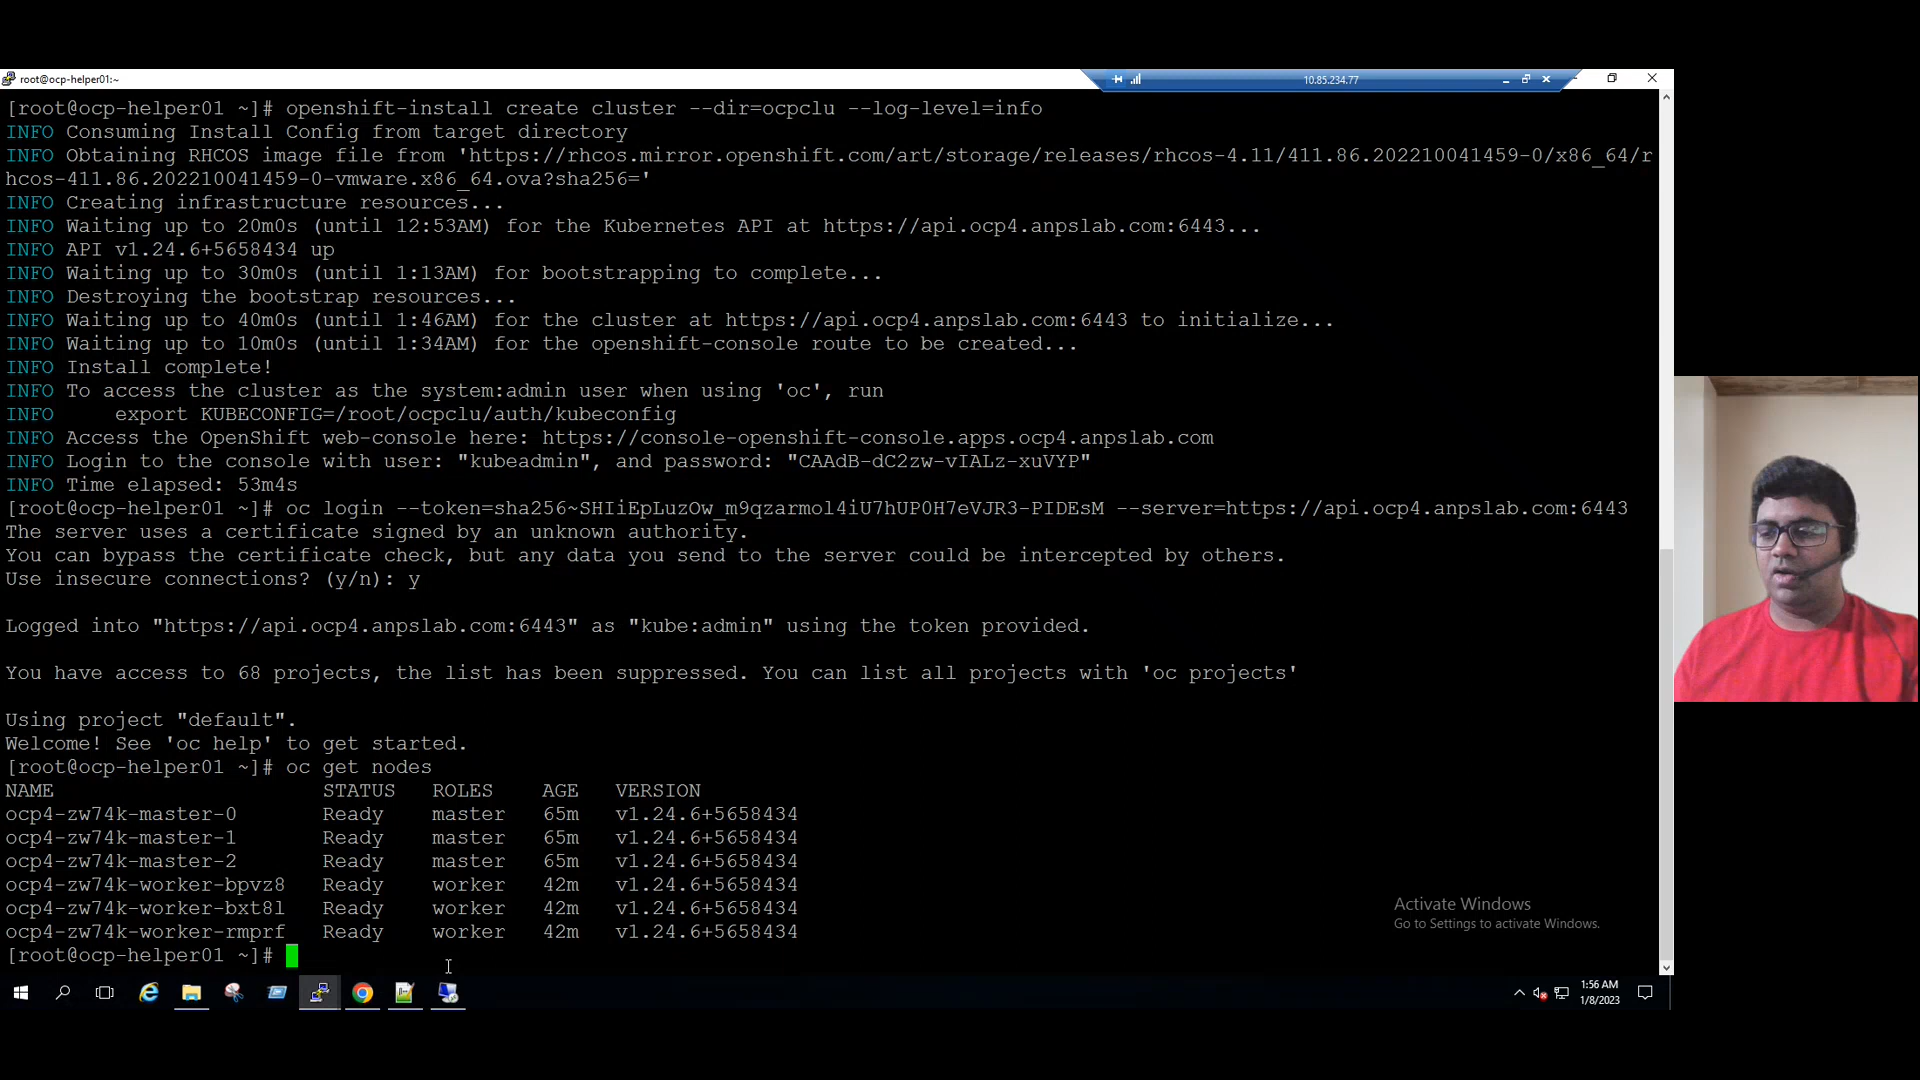 root@ocp-helper01:~
10.85.234.77
[root@ocp-helper01 ~]# openshift-install create cluster --dir=ocpclu --log-level=info
INFO Consuming Install Config from target directory
INFO Obtaining RHCOS image file from 'https://rhcos.mirror.openshift.com/art/storage/releases/rhcos-4.11/411.86.202210041459-0/x86_64/r
hcos-411.86.202210041459-0-vmware.x86_64.ova?sha256='
INFO Creating infrastructure resources...
INFO Waiting up to 20m0s (until 12:53AM) for the Kubernetes API at https://api.ocp4.anpslab.com:6443...
INFO API v1.24.6+5658434 up
INFO Waiting up to 30m0s (until 1:13AM) for bootstrapping to complete...
INFO Destroying the bootstrap resources...
INFO Waiting up to 40m0s (until 1:46AM) for the cluster at https://api.ocp4.anpslab.com:6443 to initialize...
INFO Waiting up to 10m0s (until 1:34AM) for the openshift-console route to be created...
INFO Install complete!
INFO To access the cluster as the system:admin user when using 'oc', run
INFO     export KUBECONFIG=/root/ocpclu/auth/kubeconfig
INFO Access the OpenShift web-console here: https://console-openshift-console.apps.ocp4.anpslab.com
INFO Login to the console with user: "kubeadmin", and password: "CAAdB-dC2zw-vIALz-xuVYP"
INFO Time elapsed: 53m4s
[root@ocp-helper01 ~]# oc login --token=sha256~SHIiEpLuzOw_m9qzarmol4iU7hUP0H7eVJR3-PIDEsM --server=https://api.ocp4.anpslab.com:6443
The server uses a certificate signed by an unknown authority.
You can bypass the certificate check, but any data you send to the server could be intercepted by others.
Use insecure connections? (y/n): y
Logged into "https://api.ocp4.anpslab.com:6443" as "kube:admin" using the token provided.
You have access to 68 projects, the list has been suppressed. You can list all projects with 'oc projects'
Using project "default".
Welcome! See 'oc help' to get started.
[root@ocp-helper01 ~]# oc get nodes
NAME                      STATUS   ROLES    AGE   VERSION
ocp4-zw74k-master-0       Ready    master   65m   v1.24.6+5658434
ocp4-zw74k-master-1       Ready    master   65m   v1.24.6+5658434
ocp4-zw74k-master-2       Ready    master   65m   v1.24.6+5658434
ocp4-zw74k-worker-bpvz8   Ready    worker   42m   v1.24.6+5658434
ocp4-zw74k-worker-bxt8l   Ready    worker   42m   v1.24.6+5658434
ocp4-zw74k-worker-rmprf   Ready    worker   42m   v1.24.6+5658434
[root@ocp-helper01 ~]#
Activate Windows
Go to Settings to activate Windows.
1:56 AM
1/8/2023